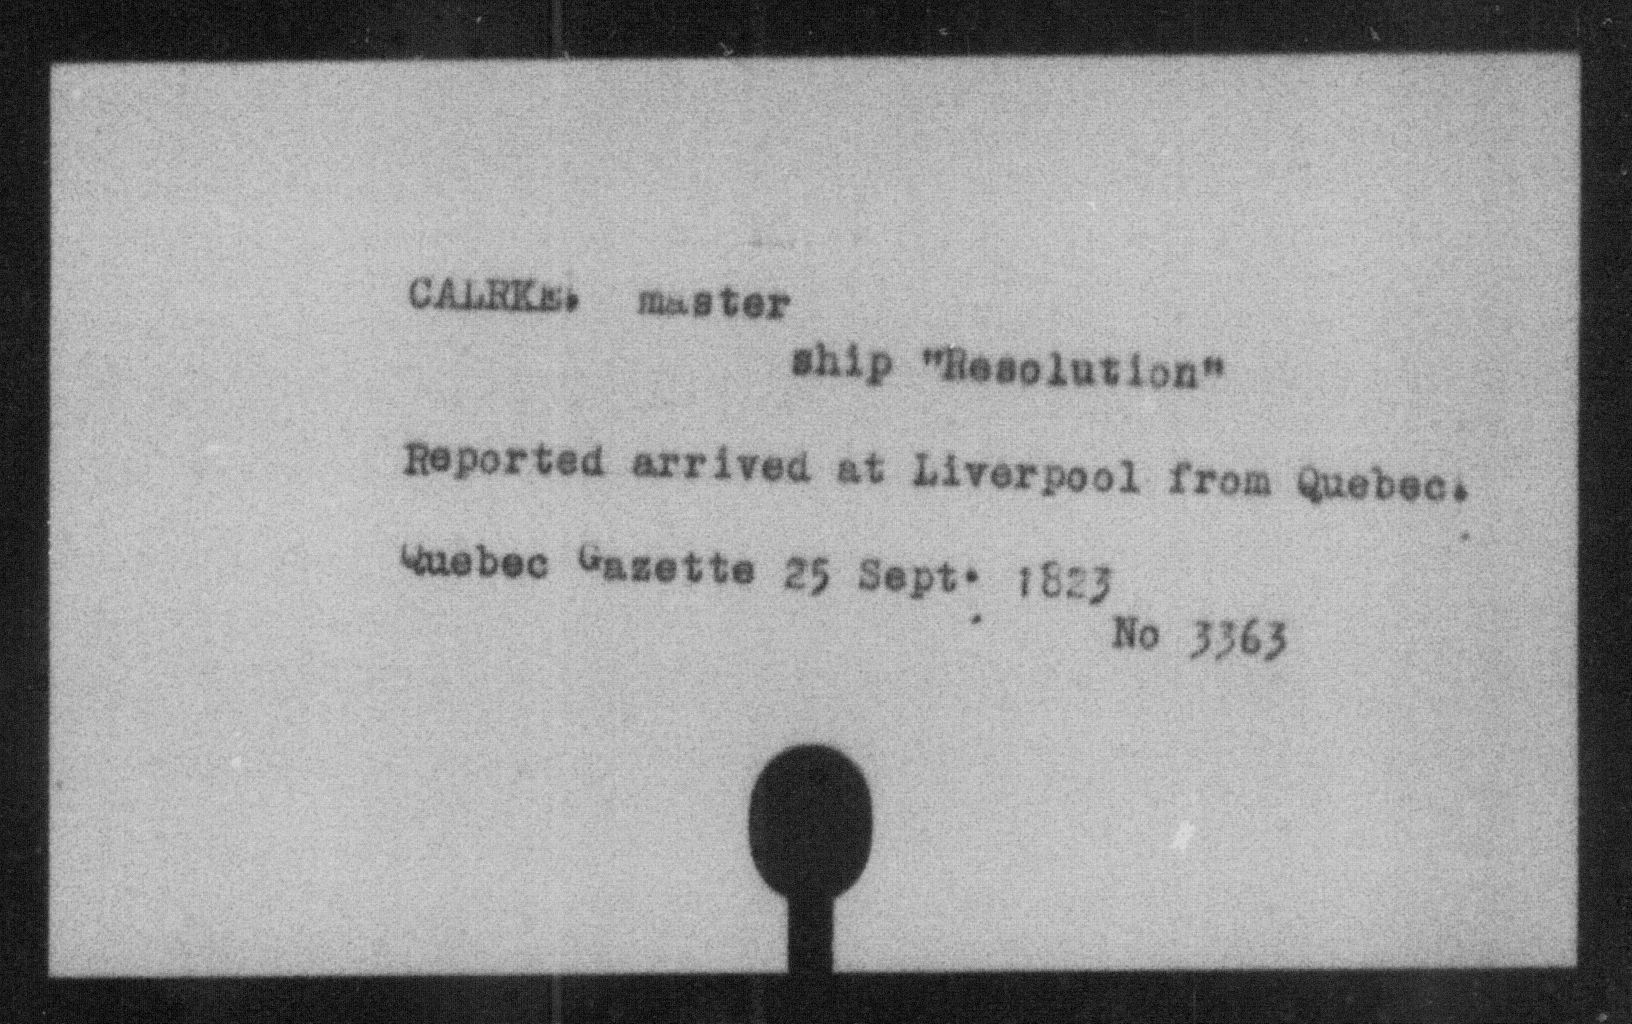 CALRKE. master
ship "Resolution"
Reported arrived at Liverpool from Quebec.
Quebec Gazette 25 Sept. 1823
No 3363